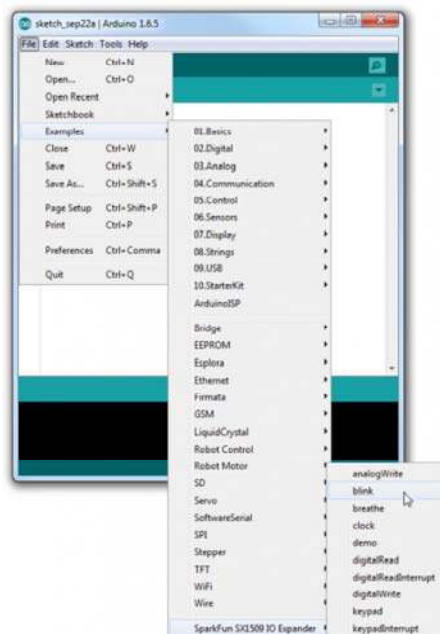 sketch_sep22a | Arduino 1.6.5
File Edit Sketch Tools Help
New Ctrl+N
Open... Ctrl+O
Open Recent
Sketchbook
Examples
Close Ctrl+W
Save Ctrl+S
Save As... Ctrl+Shift+S
Page Setup Ctrl+Shift+P
Print Ctrl+P
Preferences Ctrl+Comma
Quit Ctrl+Q
01.Basics
02.Digital
03.Analog
04.Communication
05.Control
06.Sensors
07.Display
08.Strings
09.USB
10.StarterKit
ArduinoISP
Bridge
EEPROM
Esplora
Ethernet
Firmata
GSM
LiquidCrystal
Robot Control
Robot Motor
SD
Servo
SoftwareSerial
SPI
Stepper
TFT
WiFi
Wire
SparkFun SX1509 IO Expander
analogWrite
blink
breathe
clock
demo
digitalRead
digitalReadInterrupt
digitalWrite
keypad
keypadInterrupt